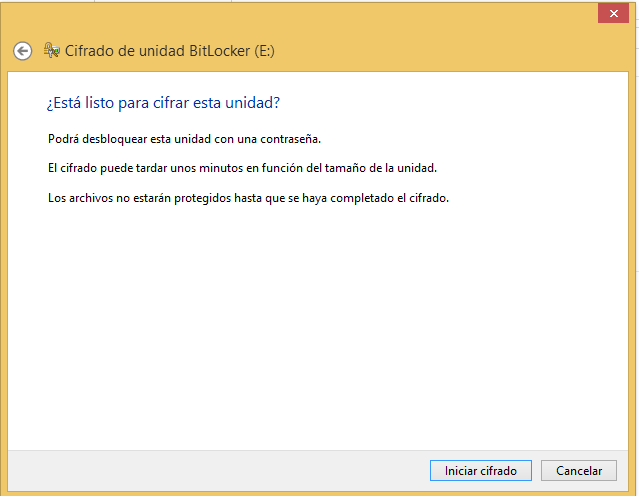 Cifrado de unidad BitLocker (E:)
¿Está listo para cifrar esta unidad?
Podrá desbloquear esta unidad con una contraseña.
El cifrado puede tardar unos minutos en función del tamaño de la unidad.
Los archivos no estarán protegidos hasta que se haya completado el cifrado.
Iniciar cifrado
Cancelar